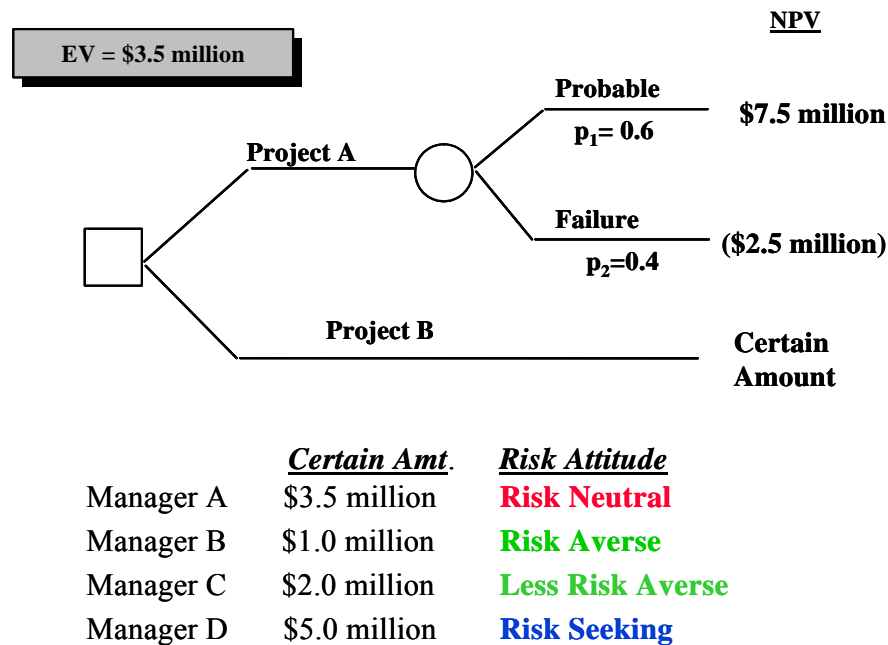 NPV
EV = $3.5 million
Probable
$7.5 million
p₁= 0.6
Project A
Failure
($2.5 million)
p₂=0.4
Project B
Certain
Amount
Certain Amt. Risk Attitude
Manager A $3.5 million Risk Neutral
Manager B $1.0 million Risk Averse
Manager C $2.0 million Less Risk Averse
Manager D $5.0 million Risk Seeking